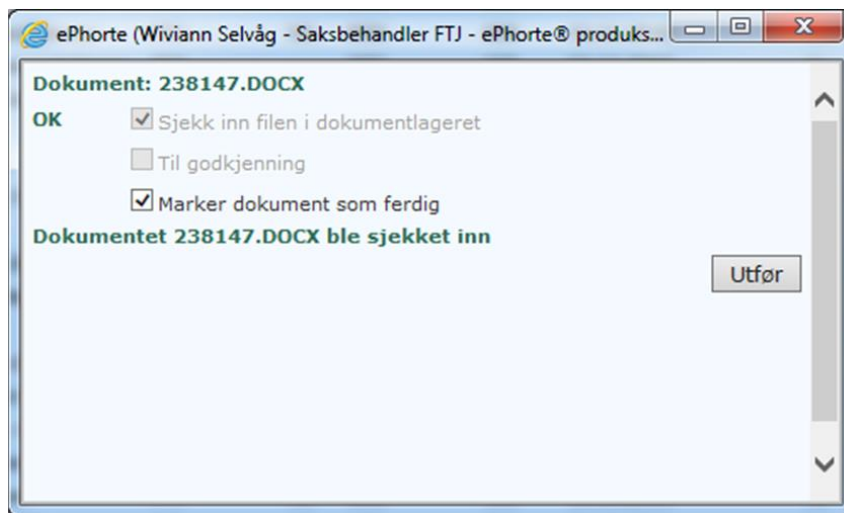 ePhorte (Wiviann Selvåg - Saksbehandler FTJ - ePhorte® produks...
Dokument: 238147.DOCX
OK Sjekk inn filen i dokumentlageret
Til godkjenning
Marker dokument som ferdig
Dokumentet 238147.DOCX ble sjekket inn
Utfør